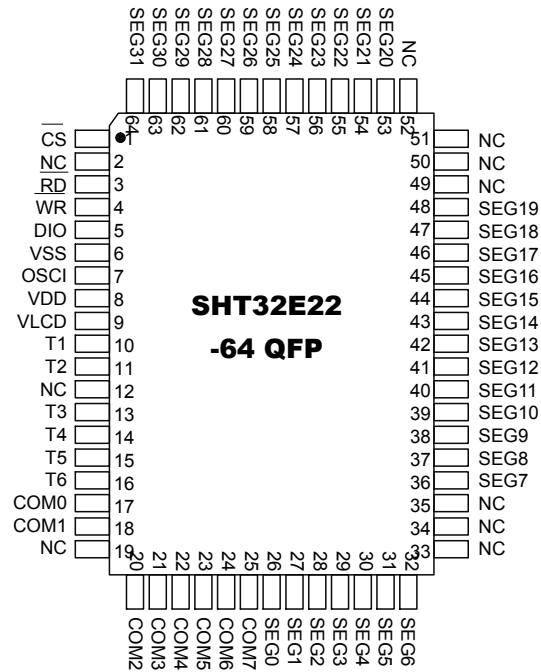 SEG31 SEG30 SEG29 SEG28 SEG27 SEG26 SEG25 SEG24 SEG23 SEG22 SEG21 SEG20 NC
64 63 62 61 60 59 58 57 56 55 54 53 52
CS 1 51 NC
NC 2 50 NC
RD 3 49 NC
WR 4 48 SEG19
DIO 5 47 SEG18
VSS 6 46 SEG17
OSCI 7 45 SEG16
VDD 8 44 SEG15
VLCD 9 43 SEG14
T1 10 42 SEG13
T2 11 41 SEG12
NC 12 40 SEG11
T3 13 39 SEG10
T4 14 38 SEG9
T5 15 37 SEG8
T6 16 36 SEG7
COM0 17 35 NC
COM1 18 34 NC
NC 19 33 NC
SHT32E22
-64 QFP
20 21 22 23 24 25 26 27 28 29 30 31 32
COM2 COM3 COM4 COM5 COM6 COM7 SEG0 SEG1 SEG2 SEG3 SEG4 SEG5 SEG6